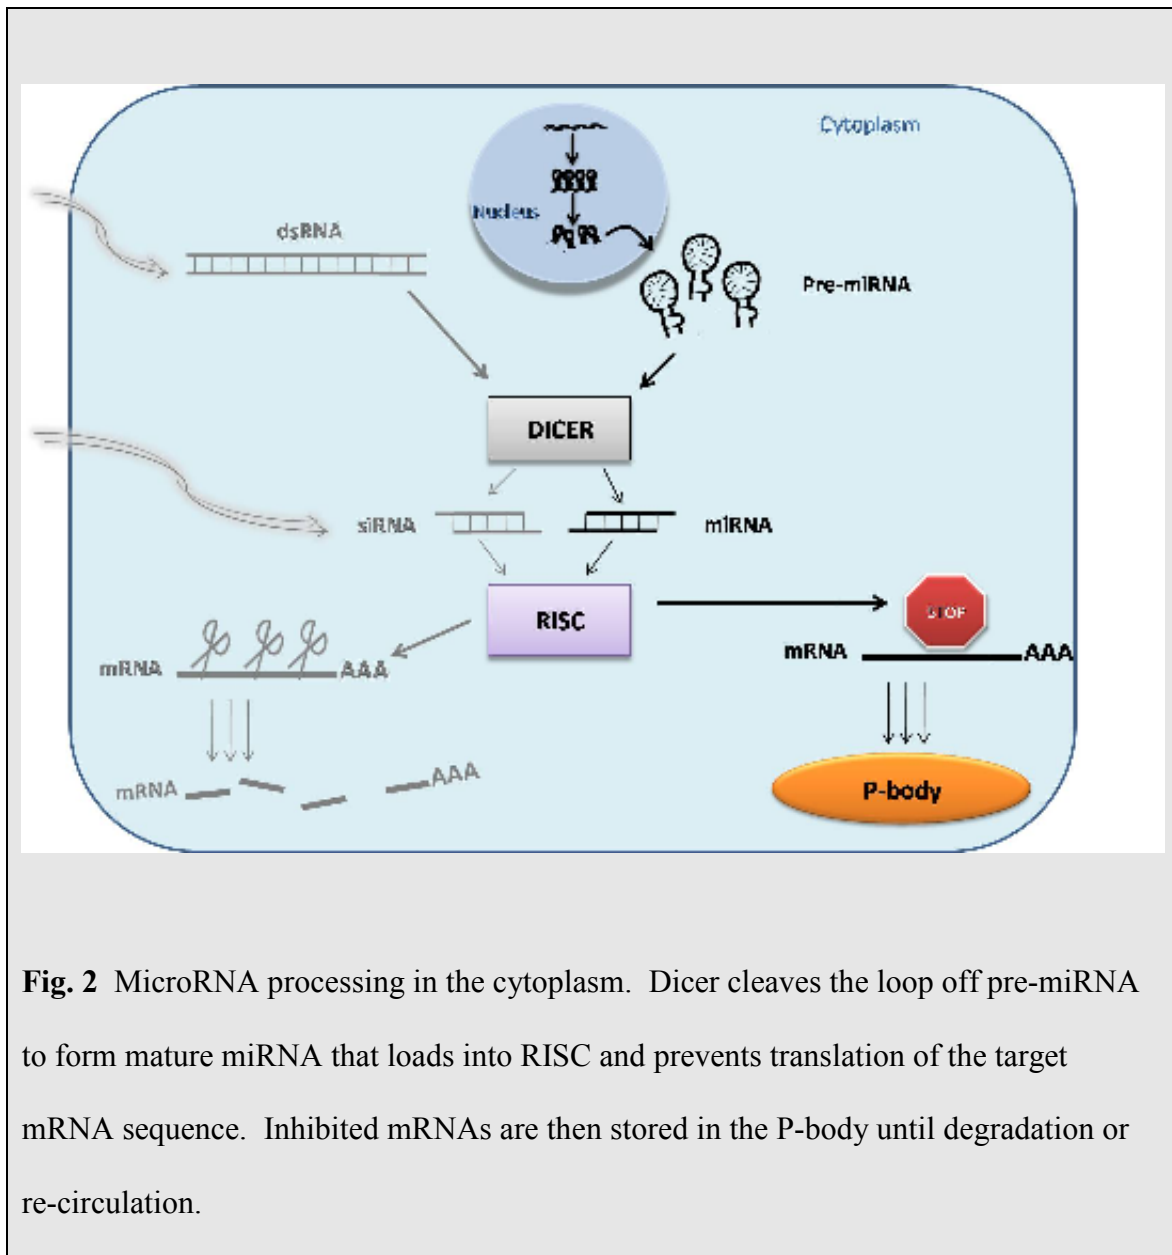 Cytoplasm
Nucleus
dsRNA
Pre-miRNA
DICER
siRNA
miRNA
RISC
STOP
mRNA
AAA
mRNA
AAA
mRNA
AAA
P-body
Fig. 2 MicroRNA processing in the cytoplasm. Dicer cleaves the loop off pre-miRNA
to form mature miRNA that loads into RISC and prevents translation of the target
mRNA sequence. Inhibited mRNAs are then stored in the P-body until degradation or
re-circulation.